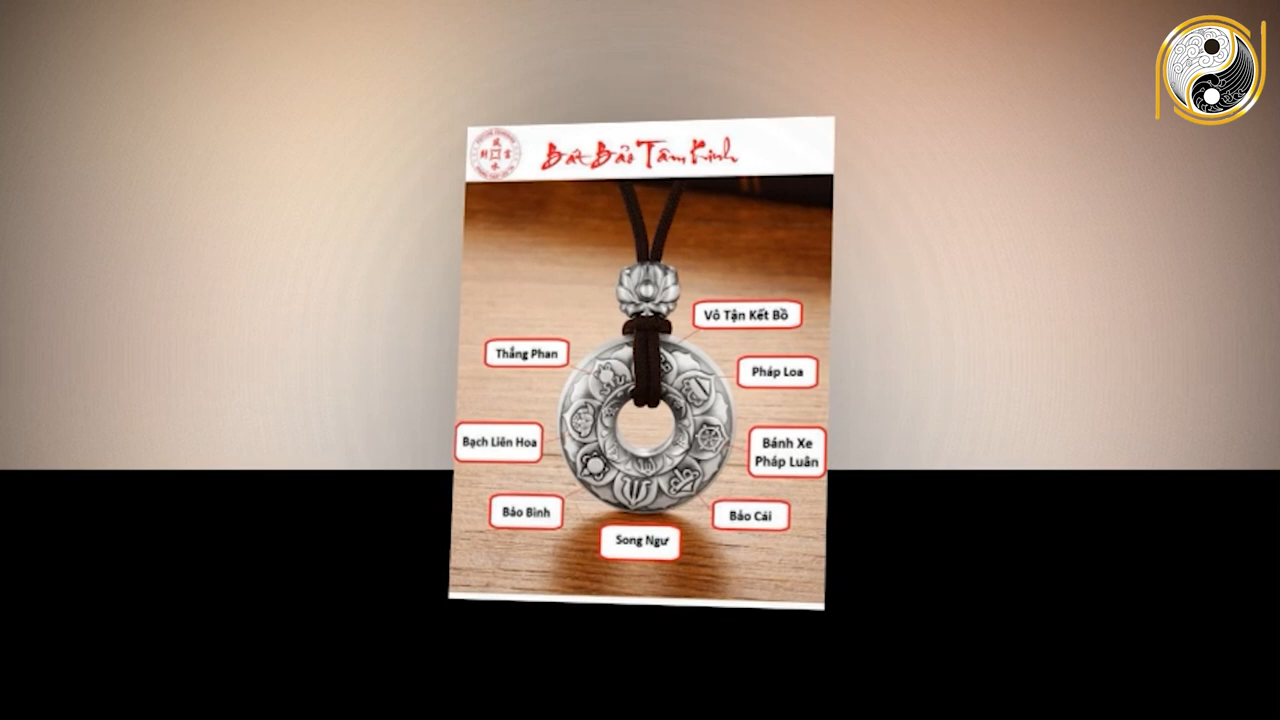 Bát Bảo Tâm Kinh
Vô Tận Kết Bồ
Thắng Phan
Pháp Loa
Bạch Liên Hoa
Bánh Xe
Pháp Luân
Bảo Bình
Bảo Cái
Song Ngư